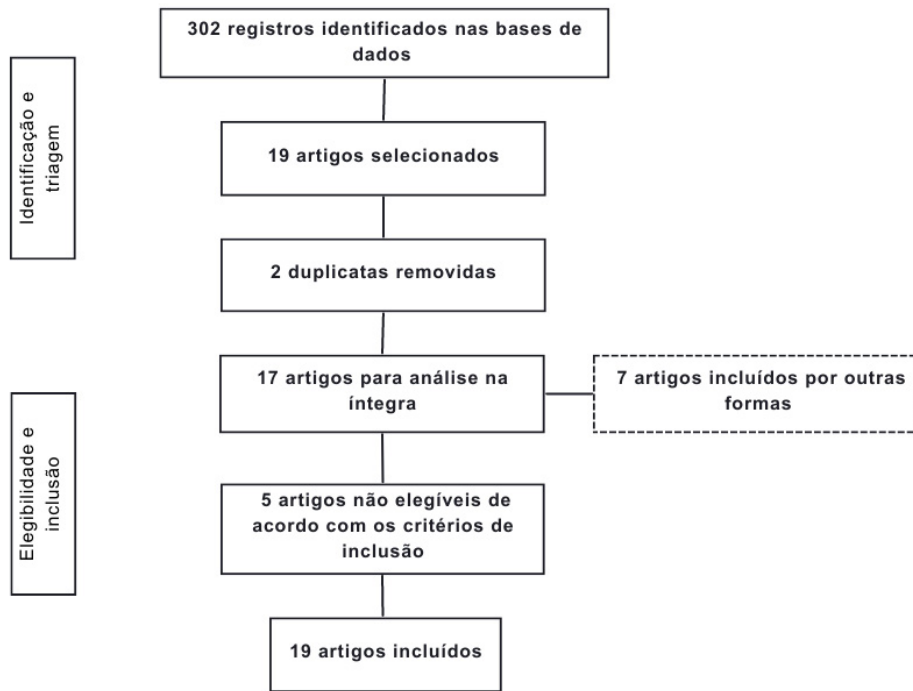 302 registros identificados nas bases de
dados
Identificação e
triagem
19 artigos selecionados
2 duplicatas removidas
17 artigos para análise na
íntegra
7 artigos incluídos por outras
formas
Elegibilidade e
inclusão
5 artigos não elegíveis de
acordo com os critérios de
inclusão
19 artigos incluídos